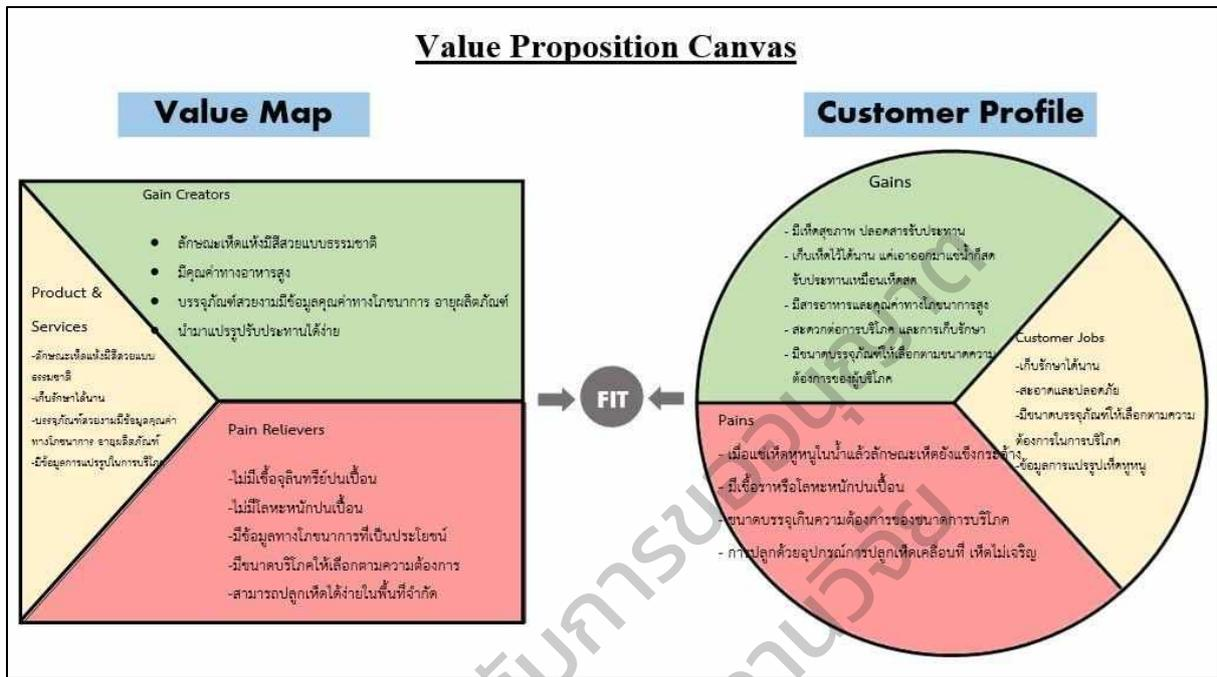 Value Proposition Canvas
Value Map
Gain Creators
● ลักษณะเห็ดแห้งมีสีสวยแบบธรรมชาติ
● มีคุณค่าทางอาหารสูง
● บรรจุภัณฑ์สวยงามมีข้อมูลคุณค่าทางโภชนาการ อายุผลิตภัณฑ์
● นำมาแปรรูปรับประทานได้ง่าย
Product &
Services
-ลักษณะเห็ดแห้งมีสีสวยแบบ
ธรรมชาติ
-เก็บรักษาได้นาน
-บรรจุภัณฑ์สวยงามมีข้อมูลคุณค่า
ทางโภชนาการ อายุผลิตภัณฑ์
-มีข้อมูลการแปรรูปในการบริโภค
Pain Relievers
-ไม่มีเชื้อจุลินทรีย์ปนเปื้อน
-ไม่มีโลหะหนักปนเปื้อน
-มีข้อมูลทางโภชนาการที่เป็นประโยชน์
-มีขนาดบริโภคให้เลือกตามความต้องการ
-สามารถปลูกเห็ดได้ง่ายในพื้นที่จำกัด
FIT
Customer Profile
Gains
- มีเห็ดสุขภาพ ปลอดสารรับประทาน
- เก็บเห็ดไว้ได้นาน แค่เอาออกมาแช่น้ำก็สด
รับประทานเหมือนเห็ดสด
- มีสารอาหารและคุณค่าทางโภชนาการสูง
- สะดวกต่อการบริโภค และการเก็บรักษา
- มีขนาดบรรจุภัณฑ์ให้เลือกตามขนาดความ
ต้องการของผู้บริโภค
Customer Jobs
-เก็บรักษาได้นาน
-สะอาดและปลอดภัย
-มีขนาดบรรจุภัณฑ์ให้เลือกตามความ
ต้องการในการบริโภค
-ข้อมูลการแปรรูปเห็ดหูหนู
Pains
- เมื่อแช่เห็ดหูหนูในน้ำแล้วลักษณะเห็ดยังแข็งกระด้าง
- มีเชื้อราหรือโลหะหนักปนเปื้อน
- ขนาดบรรจุเกินความต้องการของขนาดการบริโภค
- การปลูกด้วยอุปกรณ์การปลูกเห็ดเคลื่อนที่ เห็ดไม่เจริญ